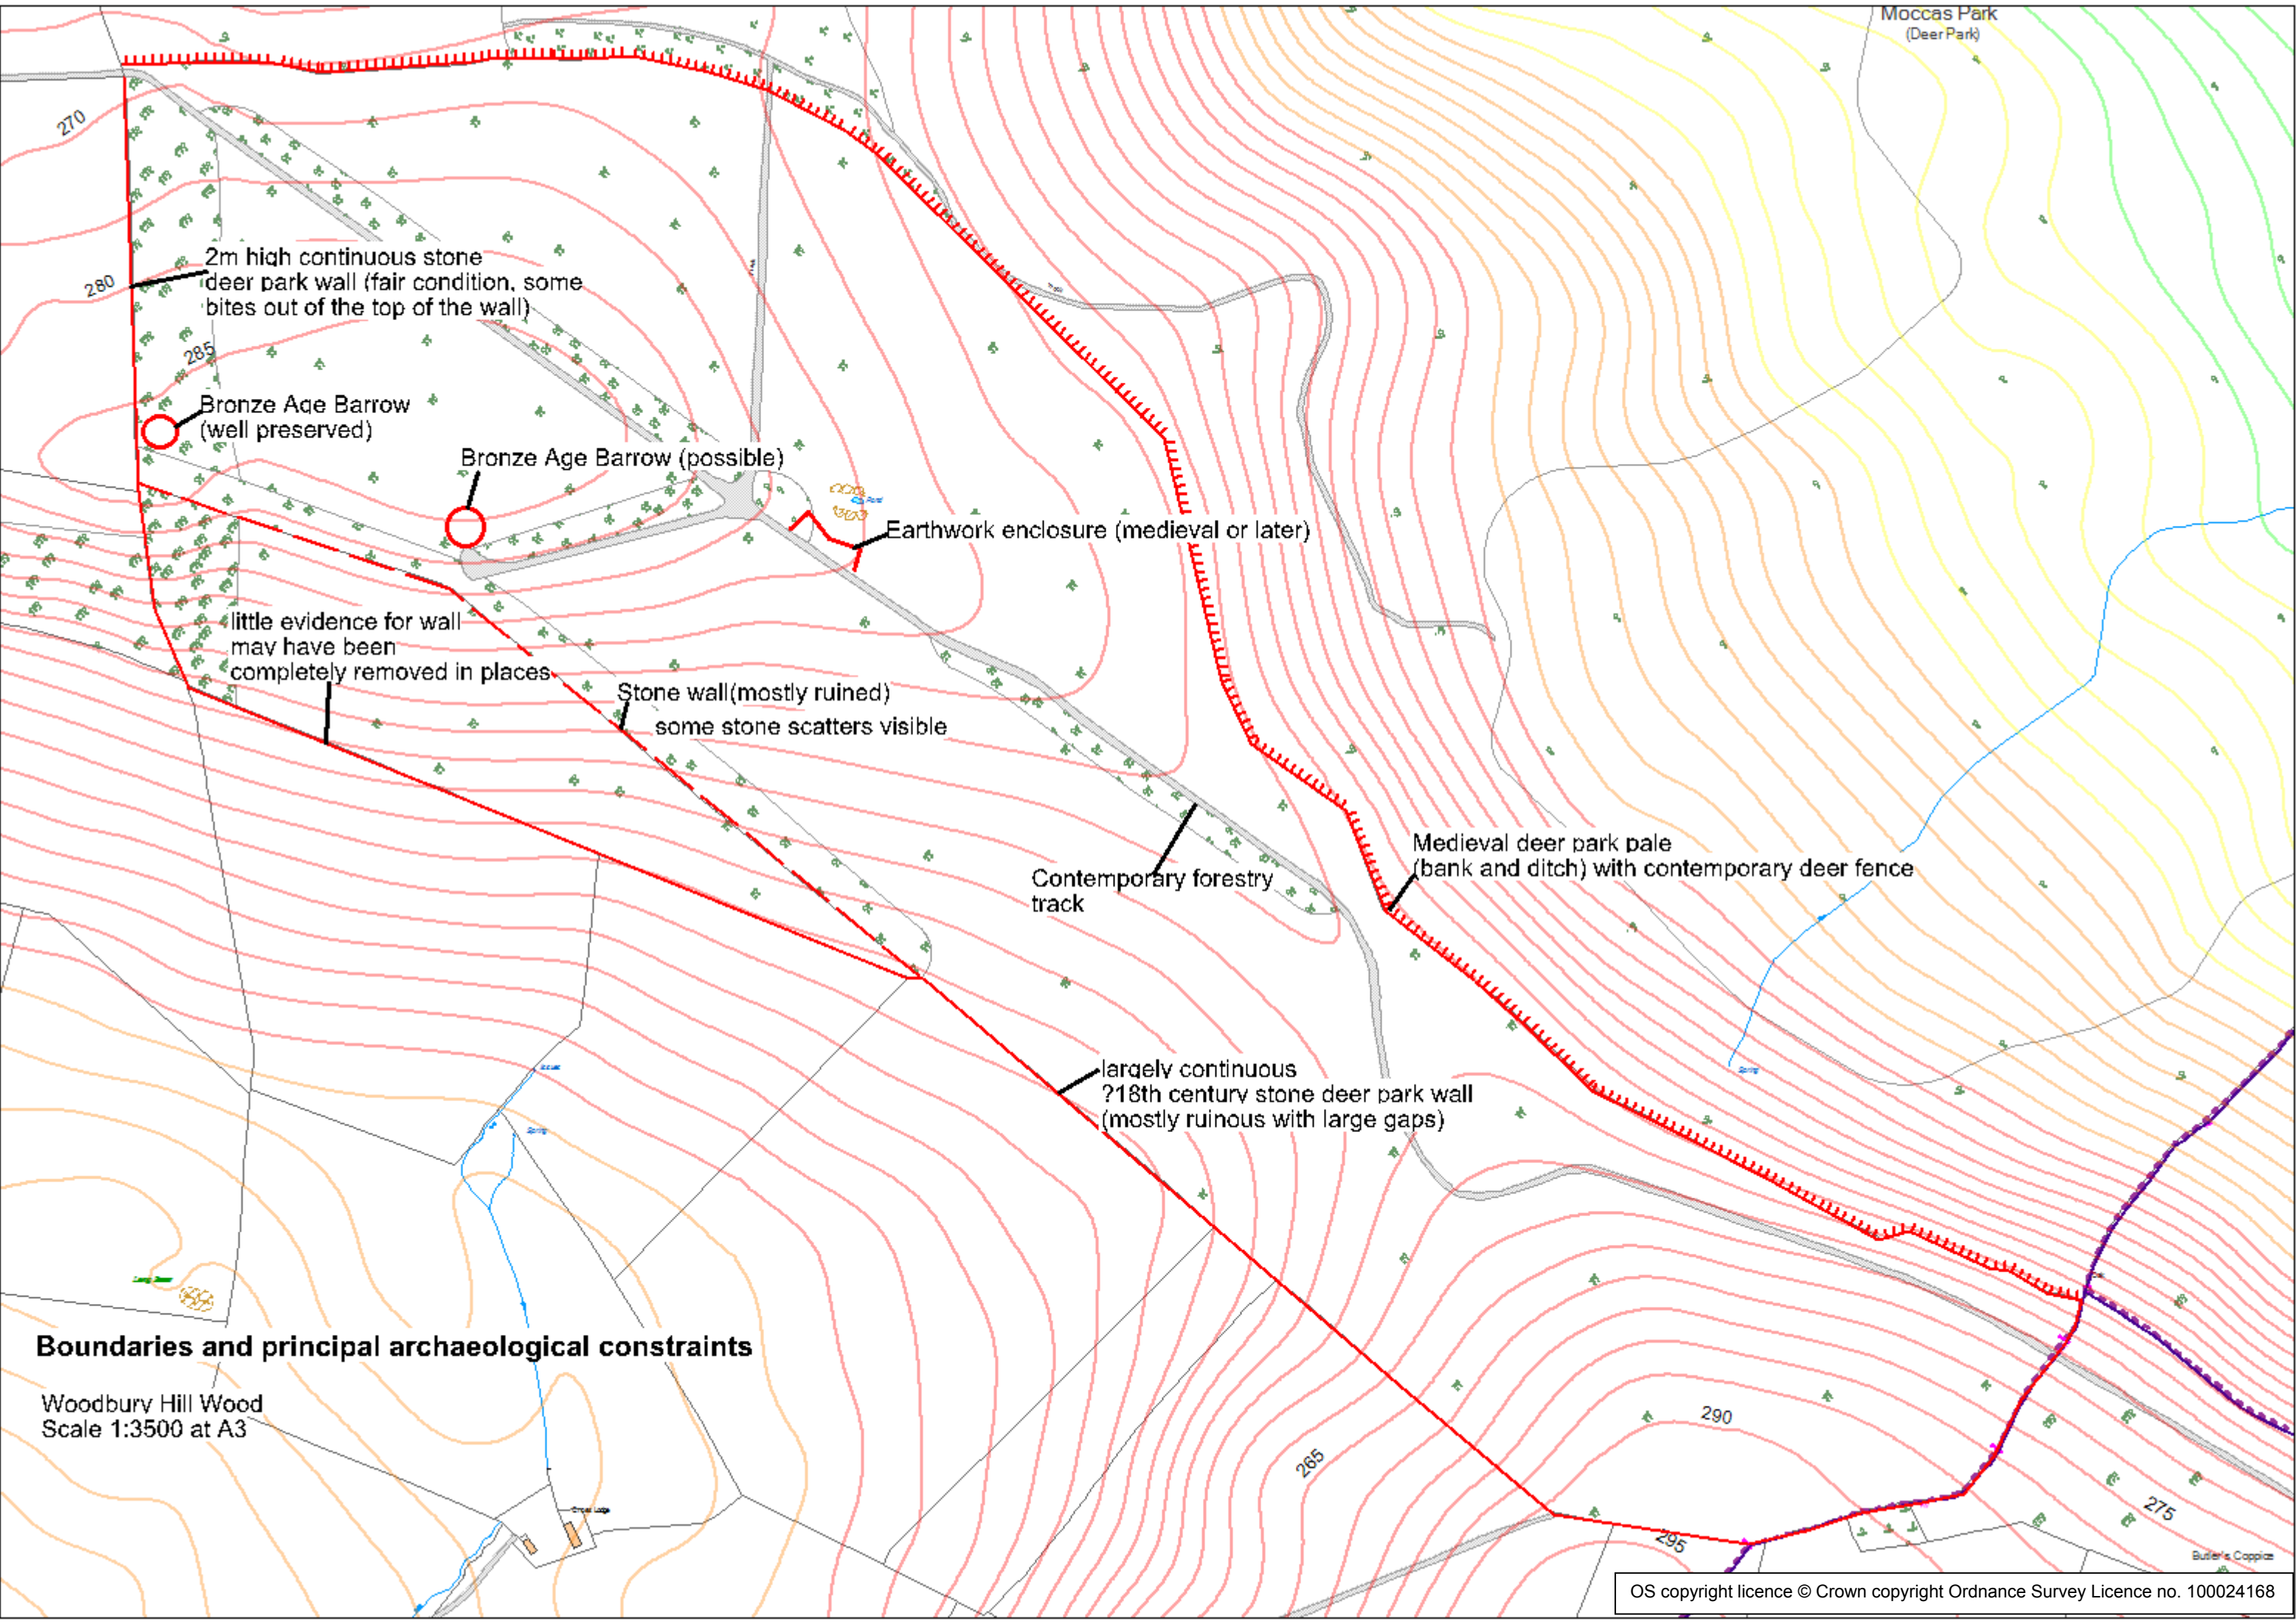 Moccas Park
(Deer Park)
270
2m high continuous stone
deer park wall (fair condition, some
bites out of the top of the wall)
280
285
Bronze Age Barrow
(well preserved)
Bronze Age Barrow (possible)
Pond
Earthwork enclosure (medieval or later)
little evidence for wall
may have been
completely removed in places
Stone wall(mostly ruined)
some stone scatters visible
Medieval deer park pale
(bank and ditch) with contemporary deer fence
Contemporary forestry
track
largely continuous
?18th century stone deer park wall
(mostly ruinous with large gaps)
Spring
Spring
Boundaries and principal archaeological constraints
Woodbury Hill Wood
Scale 1:3500 at A3
290
265
275
295
Butler's Coppice
OS copyright licence © Crown copyright Ordnance Survey Licence no. 100024168